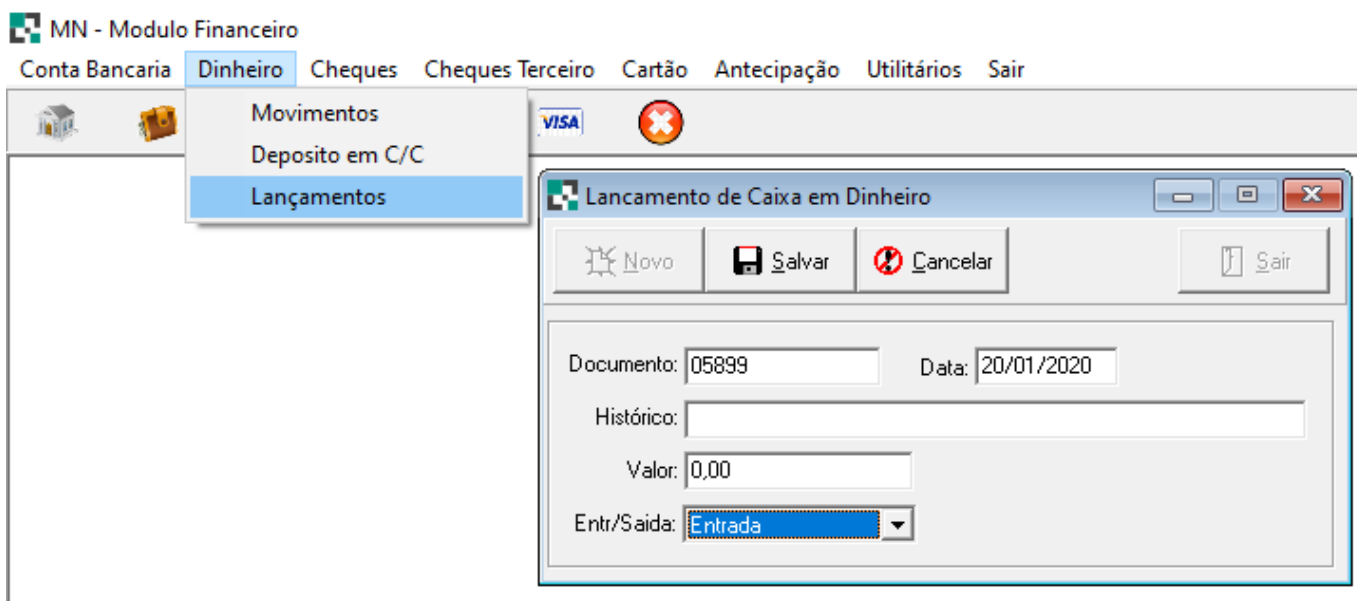 MN - Modulo Financeiro
Conta Bancaria Dinheiro Cheques Cheques Terceiro Cartão Antecipação Utilitários Sair
Movimentos
VISA
Deposito em C/C
Lançamentos
Lancamento de Caixa em Dinheiro
Novo Salvar Cancelar Sair
Documento: 05899 Data: 20/01/2020
Histórico:
Valor: 0,00
Entr/Saida: Entrada